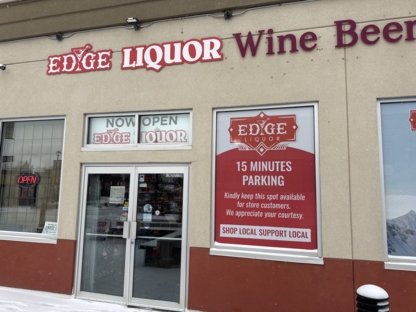 EDGE LIQUOR Wine Beer
NOW OPEN
EDGE LIQUOR
OPEN
EDGE
LIQUOR
15 MINUTES
PARKING
Kindly keep this spot available
for store customers.
We appreciate your courtesy.
SHOP LOCAL SUPPORT LOCAL